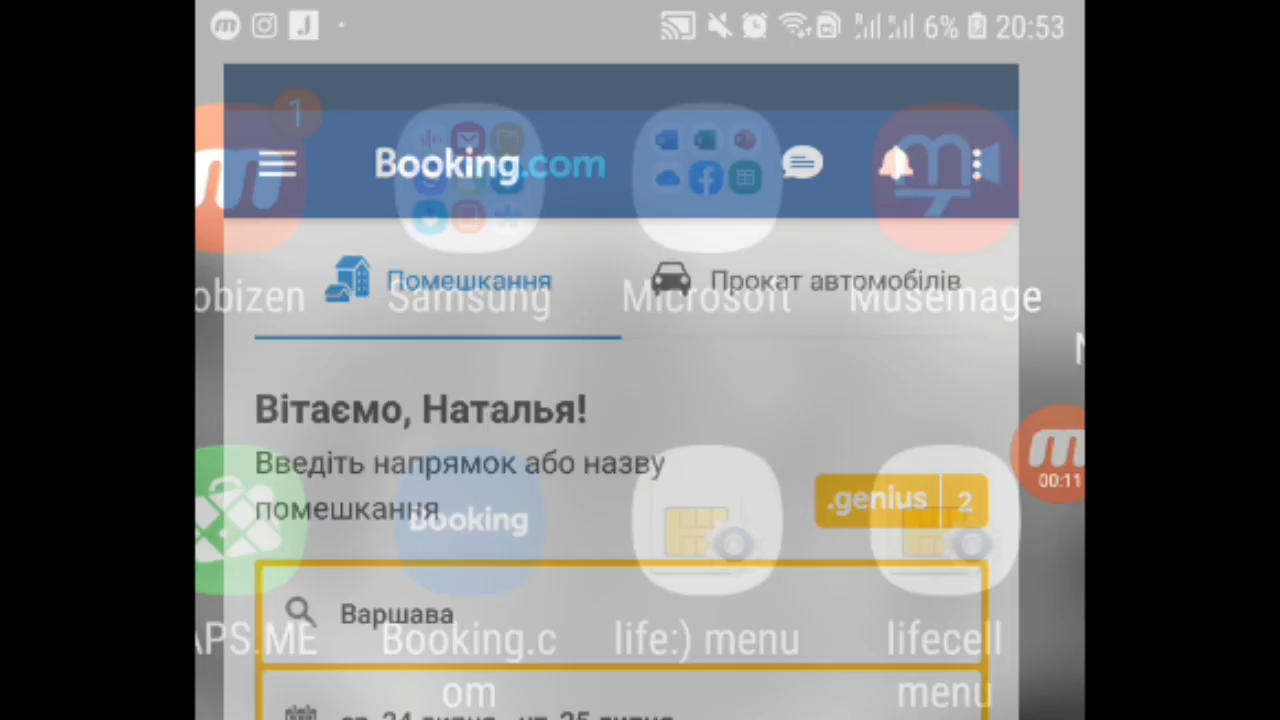 6% 20:53
1
Booking.com
Помешкання
Прокат автомобілів
obizen
Samsung
Microsoft
Musemage
Вітаємо, Наталья!
Введіть напрямок або назву
помешкання
.genius 2
00:11
Booking
Варшава
APS.ME
Booking.c
om
life:) menu
lifecell
menu